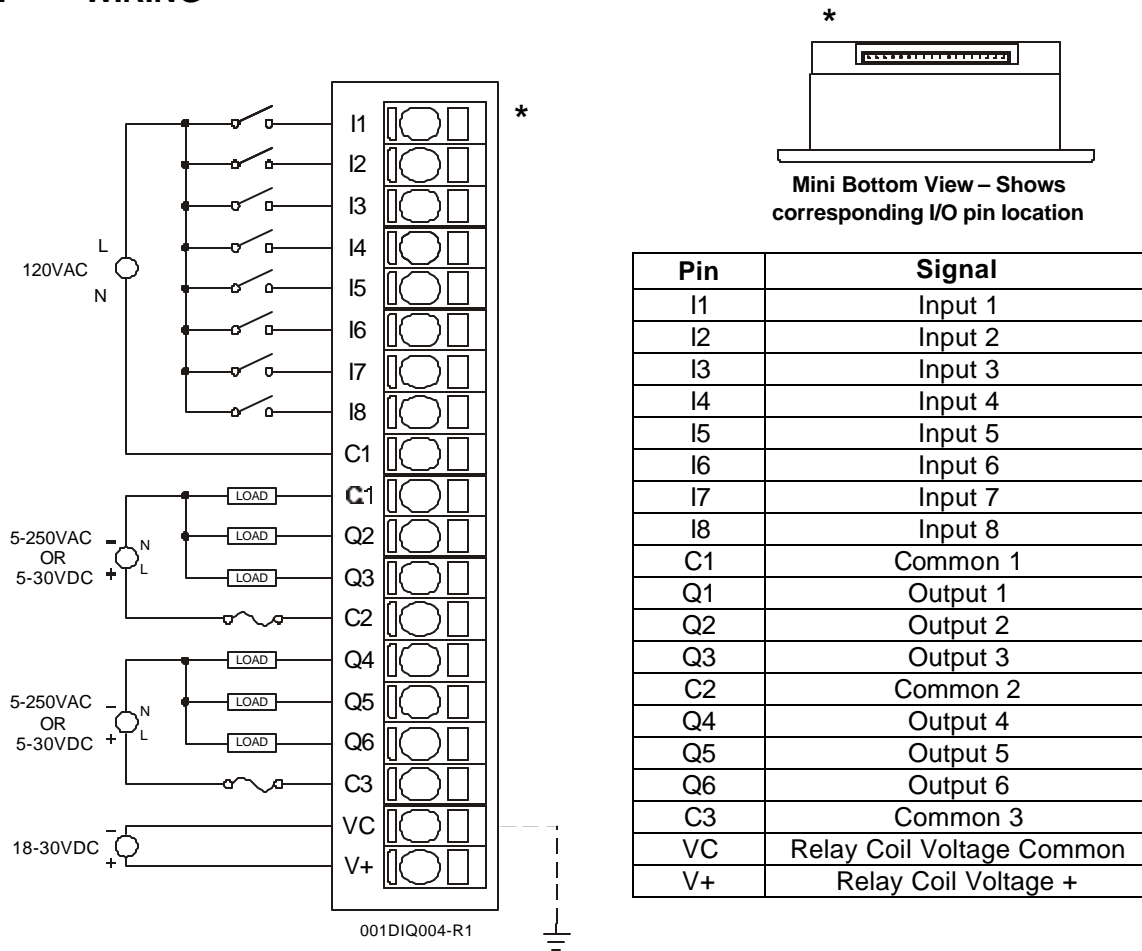 *
I1
*
I2
I3
I4
I5
I6
I7
I8
C1
L
120VAC
N
C1
LOAD
Q2
LOAD
Q3
LOAD
C2
5-250VAC -
OR
5-30VDC +
N
L
Q4
LOAD
Q5
LOAD
Q6
LOAD
C3
5-250VAC -
OR
5-30VDC +
N
L
VC
V+
-
18-30VDC
+
001DIQ004-R1
Mini Bottom View – Shows
corresponding I/O pin location
Pin Signal
I1 Input 1
I2 Input 2
I3 Input 3
I4 Input 4
I5 Input 5
I6 Input 6
I7 Input 7
I8 Input 8
C1 Common 1
Q1 Output 1
Q2 Output 2
Q3 Output 3
C2 Common 2
Q4 Output 4
Q5 Output 5
Q6 Output 6
C3 Common 3
VC Relay Coil Voltage Common
V+ Relay Coil Voltage +